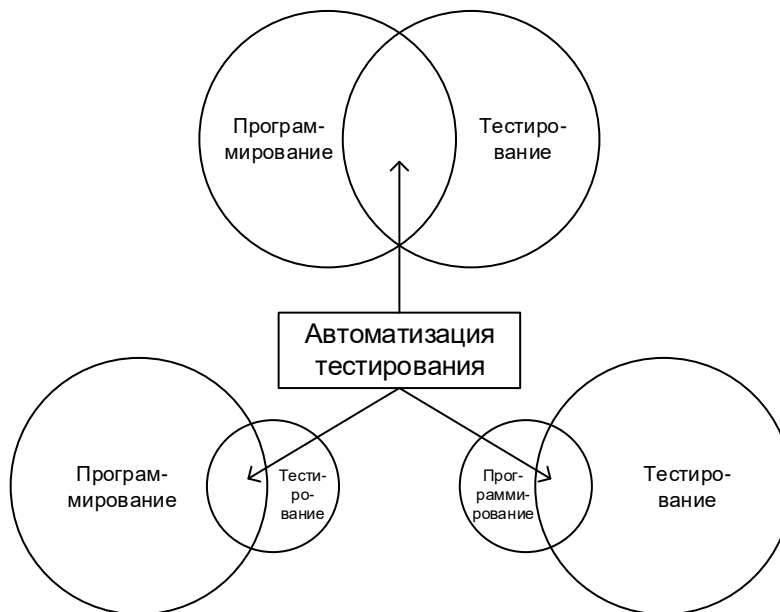 Програм-
мирование
Тестиро-
вание
Автоматизация
тестирования
Програм-
мирование
Тести-
ро-
вание
Прог-
рамми-
рование
Тестиро-
вание